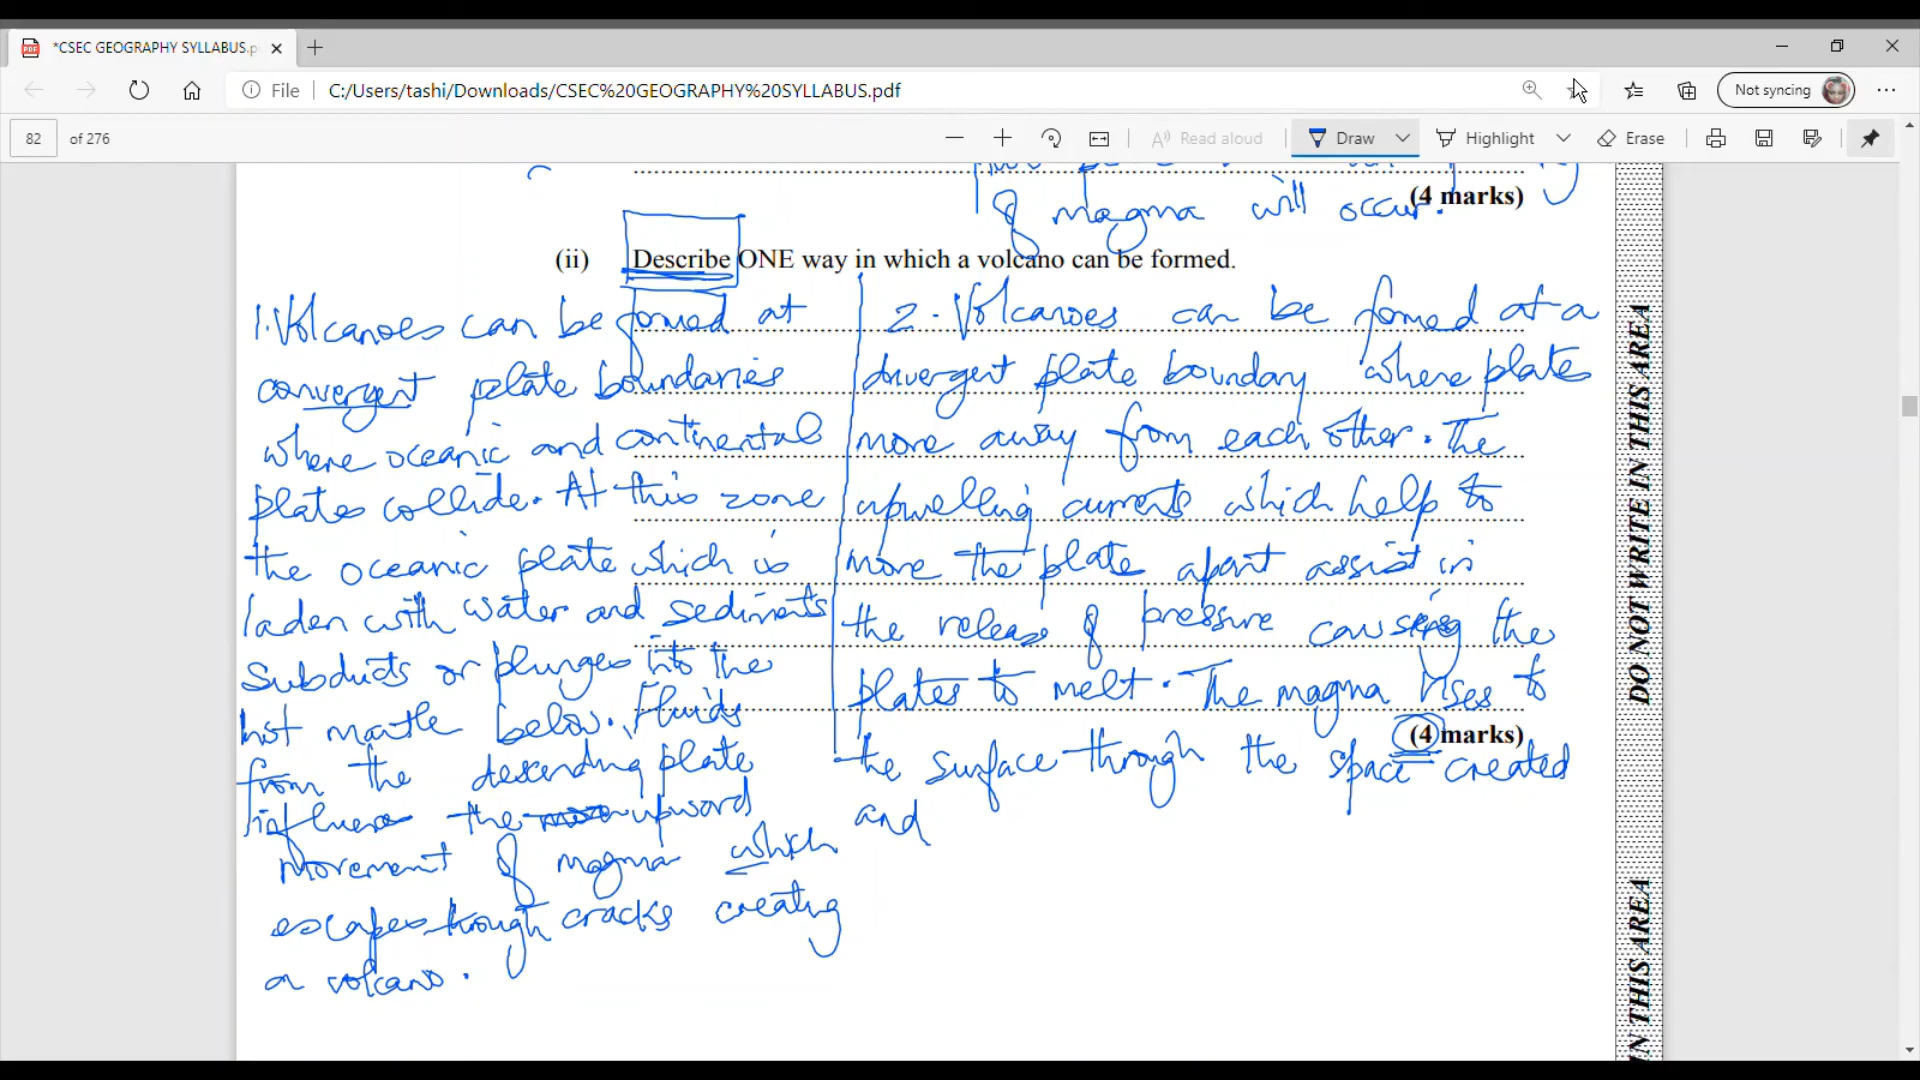 *CSEC GEOGRAPHY SYLLABUS.p
File
C:/Users/tashi/Downloads/CSEC%20GEOGRAPHY%20SYLLABUS.pdf
Not syncing
82 of 276
Read aloud
Draw
Highlight
Erase
(4 marks)
of magma will occur.
(ii) Describe ONE way in which a volcano can be formed.
1. Volcanoes can be formed at
convergent plate boundaries
where oceanic and continental
plates collide. At this zone
the oceanic plate which is
laden with water and sediments
subducts or plunges into the
hot mantle below. Fluids
from the descending plate
influence the upward
movement of magma which
escapes through cracks creating
a volcano.
2. Volcanoes can be formed at a
divergent plate boundary where plates
move away from each other. The
upwelling currents which help to
move the plate apart assist in
the release of pressure causing the
plates to melt. The magma rises to
the surface through the space created
and
(4 marks)
DO NOT WRITE IN THIS AREA
IN THIS AREA